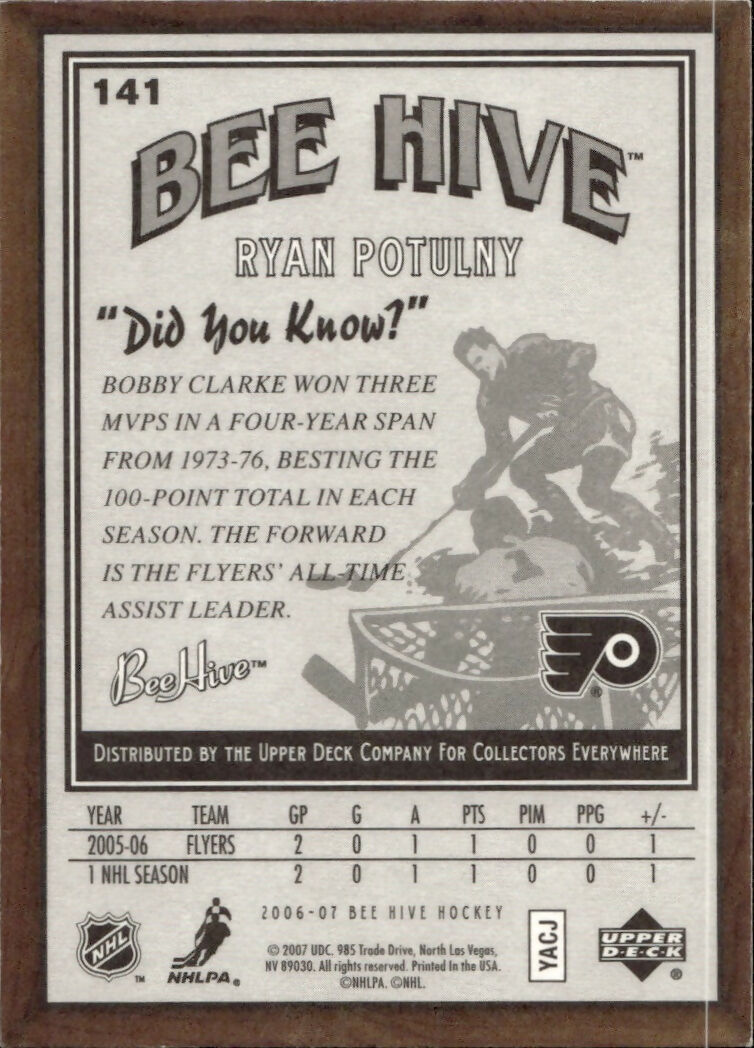 141
BEE HIVE™
RYAN POTULNY
"Did You Know?"
BOBBY CLARKE WON THREE
MVPS IN A FOUR-YEAR SPAN
FROM 1973-76, BESTING THE
100-POINT TOTAL IN EACH
SEASON. THE FORWARD
IS THE FLYERS' ALL-TIME
ASSIST LEADER.
BeeHive™
®
DISTRIBUTED BY THE UPPER DECK COMPANY FOR COLLECTORS EVERYWHERE
YEAR TEAM GP G A PTS PIM PPG +/-
2005-06 FLYERS 2 0 1 1 0 0 1
1 NHL SEASON 2 0 1 1 0 0 1
2006-07 BEE HIVE HOCKEY
© 2007 UDC. 985 Trade Drive, North Las Vegas,
NV 89030. All rights reserved. Printed in the USA.
©NHLPA. ©NHL.
NHL™
NHLPA®
YACJ
UPPER
D•E•C•K®